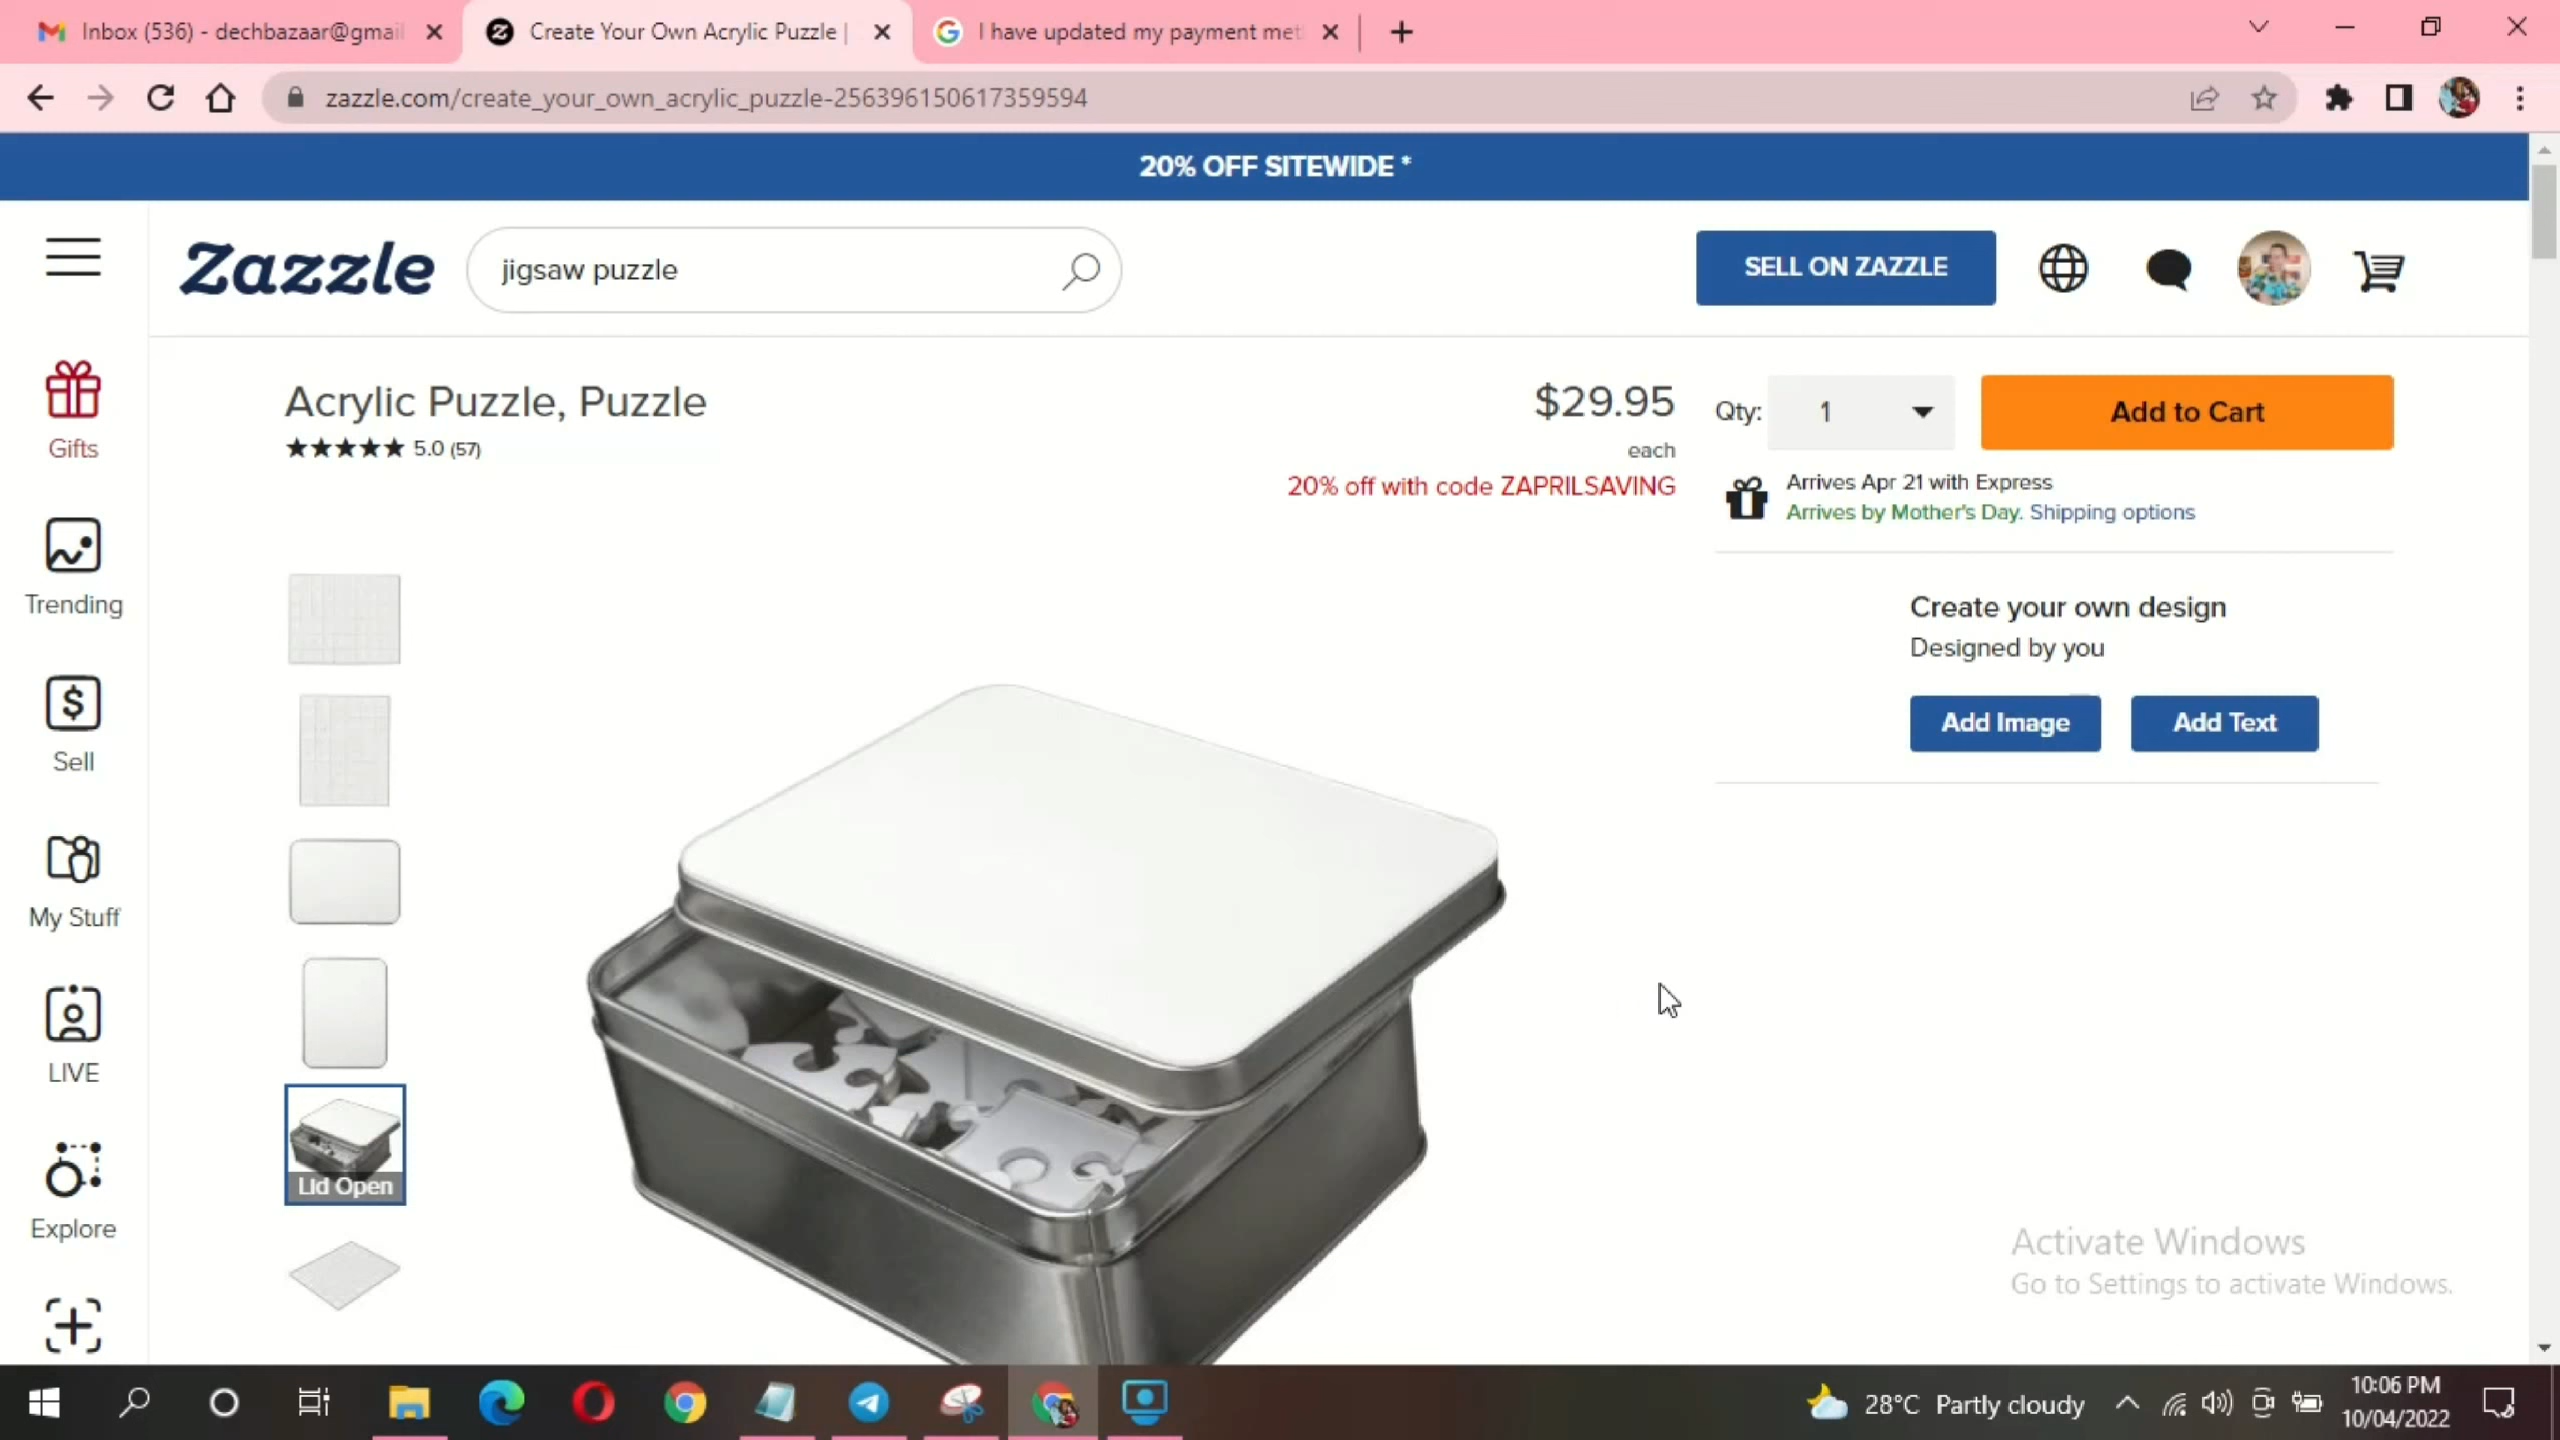 Inbox (536) - dechbazaar@gmail
Create Your Own Acrylic Puzzle |
I have updated my payment met
zazzle.com/create_your_own_acrylic_puzzle-256396150617359594
20% OFF SITEWIDE *
Zazzle
jigsaw puzzle
SELL ON ZAZZLE
Gifts
Trending
Sell
My Stuff
LIVE
Explore
Acrylic Puzzle, Puzzle
5.0 (57)
$29.95
each
20% off with code ZAPRILSAVING
Qty: 1
Add to Cart
Arrives Apr 21 with Express
Arrives by Mother's Day. Shipping options
Create your own design
Designed by you
Add Image
Add Text
Lid Open
Activate Windows
Go to Settings to activate Windows.
28°C Partly cloudy
10:06 PM
10/04/2022